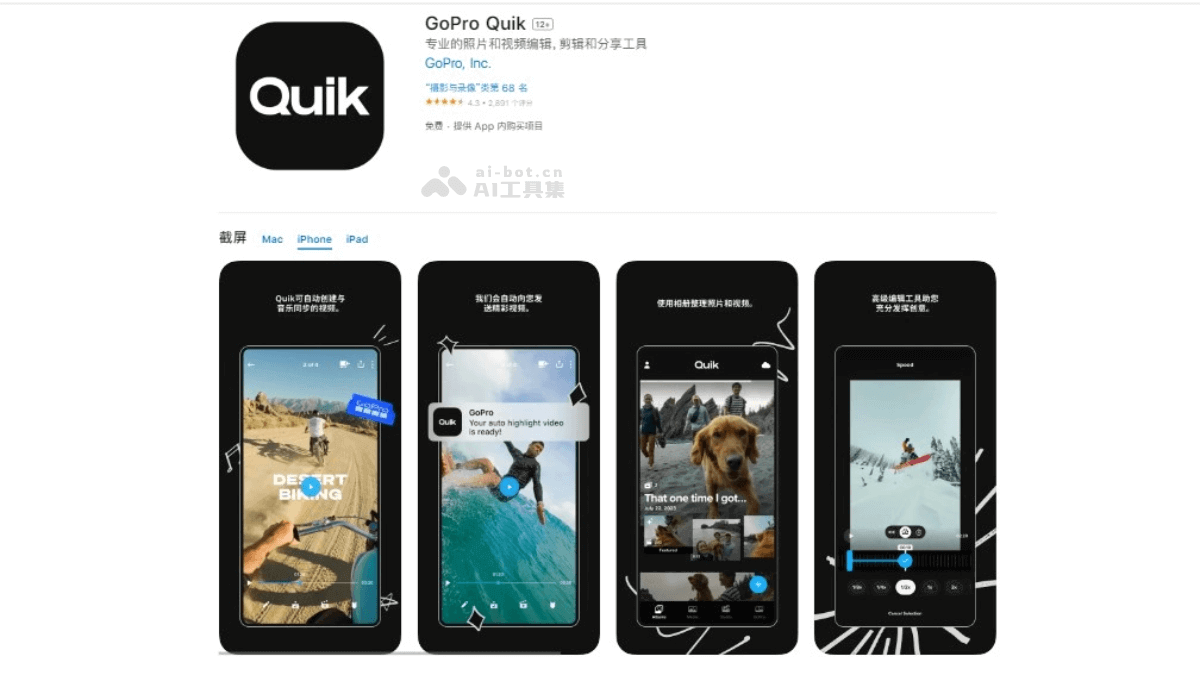 Quik
GoPro Quik 12+
专业的照片和视频编辑，剪辑和分享工具
GoPro, Inc.
“摄影与录像”类第 68 名
4.3 • 2,891 个评分
免费 · 提供 App 内购买项目
ai-bot.cn
AI工具集
截屏 Mac iPhone iPad
Quik可自动创建与
音乐同步的视频。
GoPro
DESERT
BIKING
我们会自动向您发
送精彩视频。
Quik
GoPro
Your auto highlight video
is ready!
使用相册整理照片和视频。
Quik
That one time I got...
Featured
高级编辑工具助您
充分发挥创意。
Speed
Cancel Selection